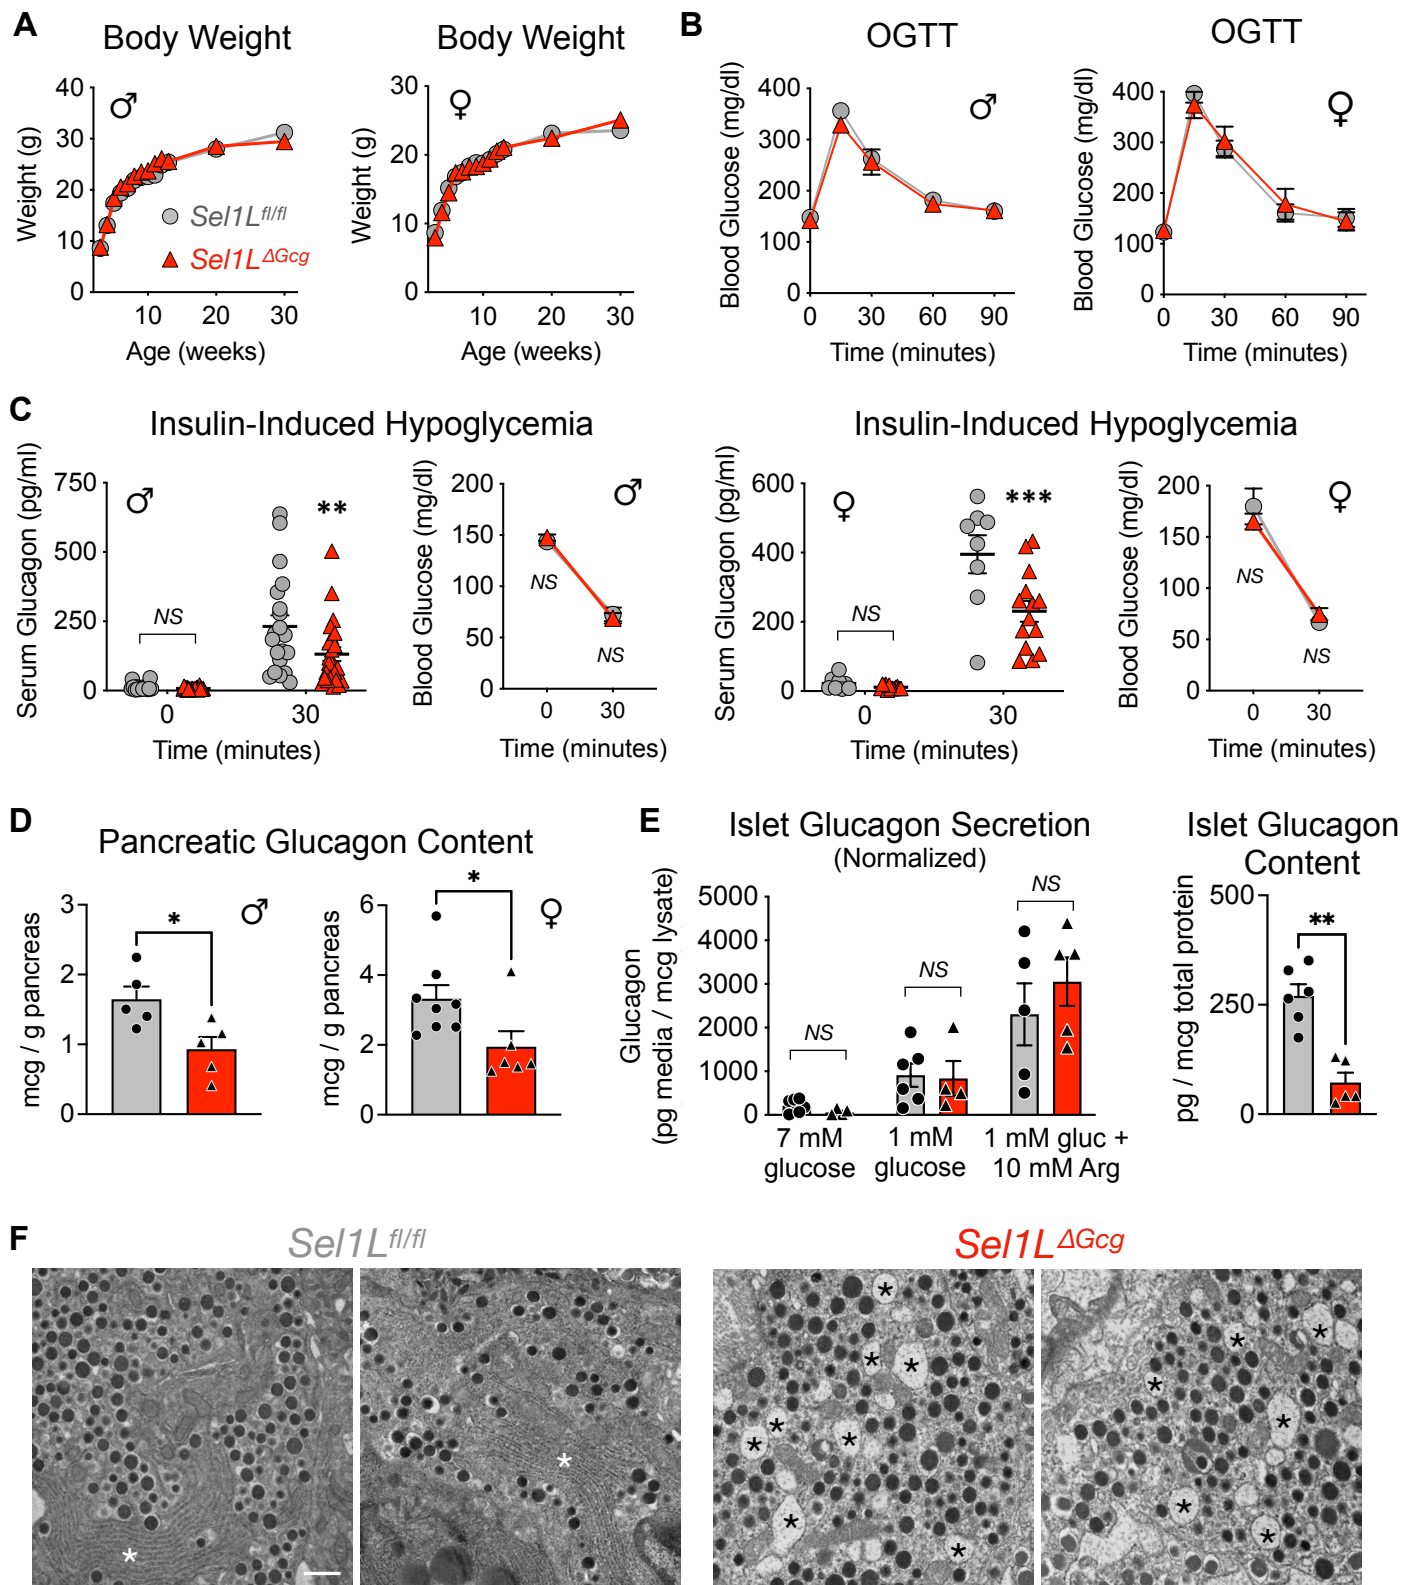 A
Body Weight
Weight (g)
40
30
20
10
0
♂
Sel1L fl/fl
Sel1L ΔGcg
10 20 30
Age (weeks)
Body Weight
Weight (g)
30
20
10
0
♀
10 20 30
Age (weeks)
B
OGTT
Blood Glucose (mg/dl)
400
300
200
100
0
♂
0 30 60 90
Time (minutes)
OGTT
Blood Glucose (mg/dl)
400
300
200
100
0
♀
0 30 60 90
Time (minutes)
C
Insulin-Induced Hypoglycemia
Serum Glucagon (pg/ml)
750
500
250
0
♂
NS
**
0 30
Time (minutes)
Blood Glucose (mg/dl)
200
150
100
50
0
♂
NS
NS
0 30
Time (minutes)
Insulin-Induced Hypoglycemia
Serum Glucagon (pg/ml)
600
400
200
0
♀
NS
***
0 30
Time (minutes)
Blood Glucose (mg/dl)
200
150
100
50
0
♀
NS
NS
0 30
Time (minutes)
D
Pancreatic Glucagon Content
mcg / g pancreas
3
2
1
0
*
♂
mcg / g pancreas
6
4
2
0
*
♀
E
Islet Glucagon Secretion
(Normalized)
Glucagon
(pg media / mcg lysate)
5000
4000
3000
2000
1000
0
NS
NS
NS
7 mM
glucose
1 mM
glucose
1 mM gluc +
10 mM Arg
Islet Glucagon
Content
pg / mcg total protein
500
250
0
**
F
Sel1L fl/fl
Sel1L ΔGcg
* *
* * * * * * * *
* * * * * *